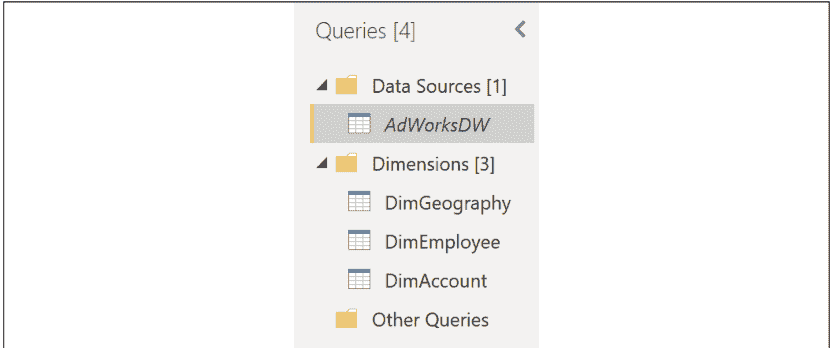 Queries [4]
Data Sources [1]
AdWorksDW
Dimensions [3]
DimGeography
DimEmployee
DimAccount
Other Queries